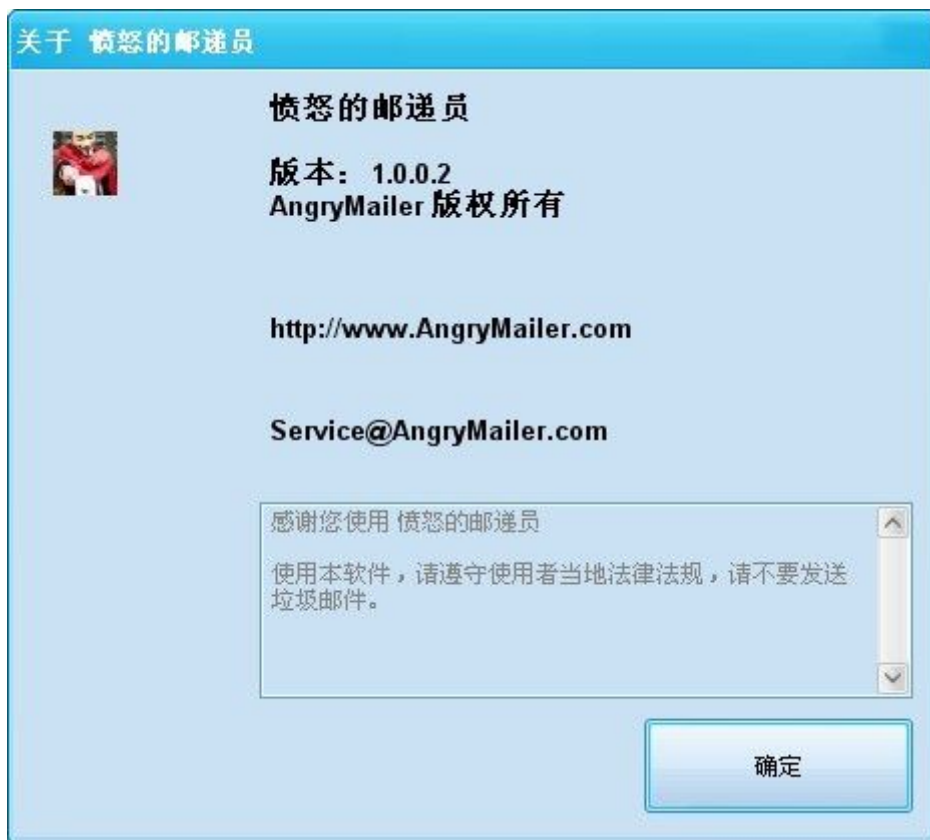 关于 愤怒的邮递员
愤怒的邮递员
版本： 1.0.0.2
AngryMailer 版权所有
http://www.AngryMailer.com
Service@AngryMailer.com
感谢您使用 愤怒的邮递员
使用本软件，请遵守使用者当地法律法规，请不要发送
垃圾邮件。
确定